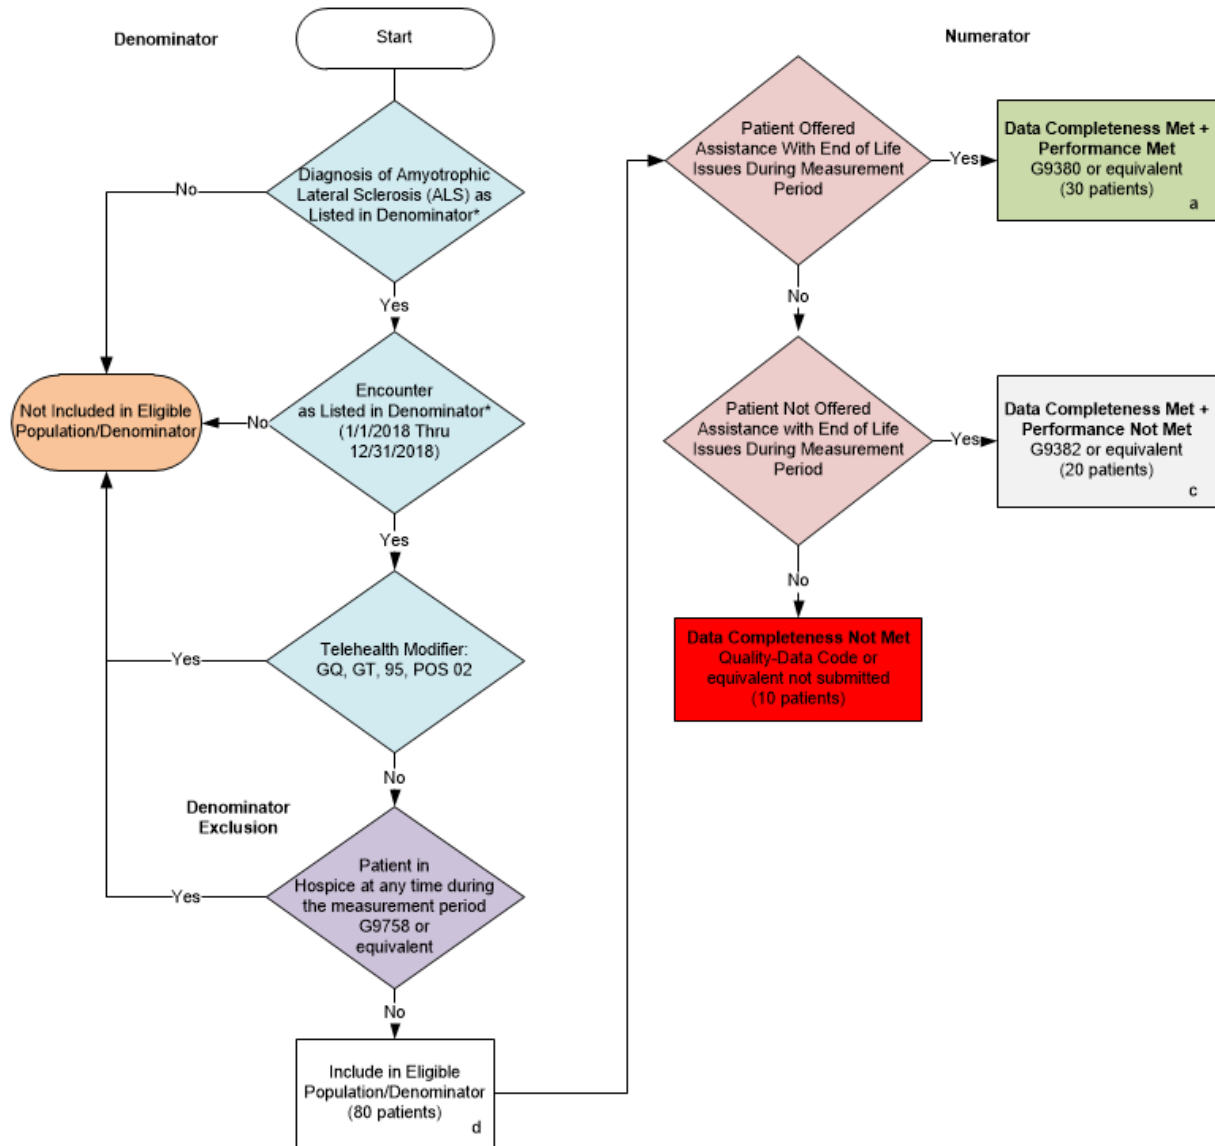 Denominator
Start
Diagnosis of Amyotrophic
Lateral Sclerosis (ALS) as
Listed in Denominator*
No
Yes
Not Included in Eligible
Population/Denominator
Encounter
as Listed in Denominator*
(1/1/2018 Thru
12/31/2018)
No
Yes
Telehealth Modifier:
GQ, GT, 95, POS 02
Yes
No
Denominator
Exclusion
Patient in
Hospice at any time during
the measurement period
G9758 or
equivalent
Yes
No
Include in Eligible
Population/Denominator
(80 patients)
d
Numerator
Patient Offered
Assistance With End of Life
Issues During Measurement
Period
Yes
Data Completeness Met +
Performance Met
G9380 or equivalent
(30 patients)
a
No
Patient Not Offered
Assistance with End of Life
Issues During Measurement
Period
Yes
Data Completeness Met +
Performance Not Met
G9382 or equivalent
(20 patients)
c
No
Data Completeness Not Met
Quality-Data Code or
equivalent not submitted
(10 patients)